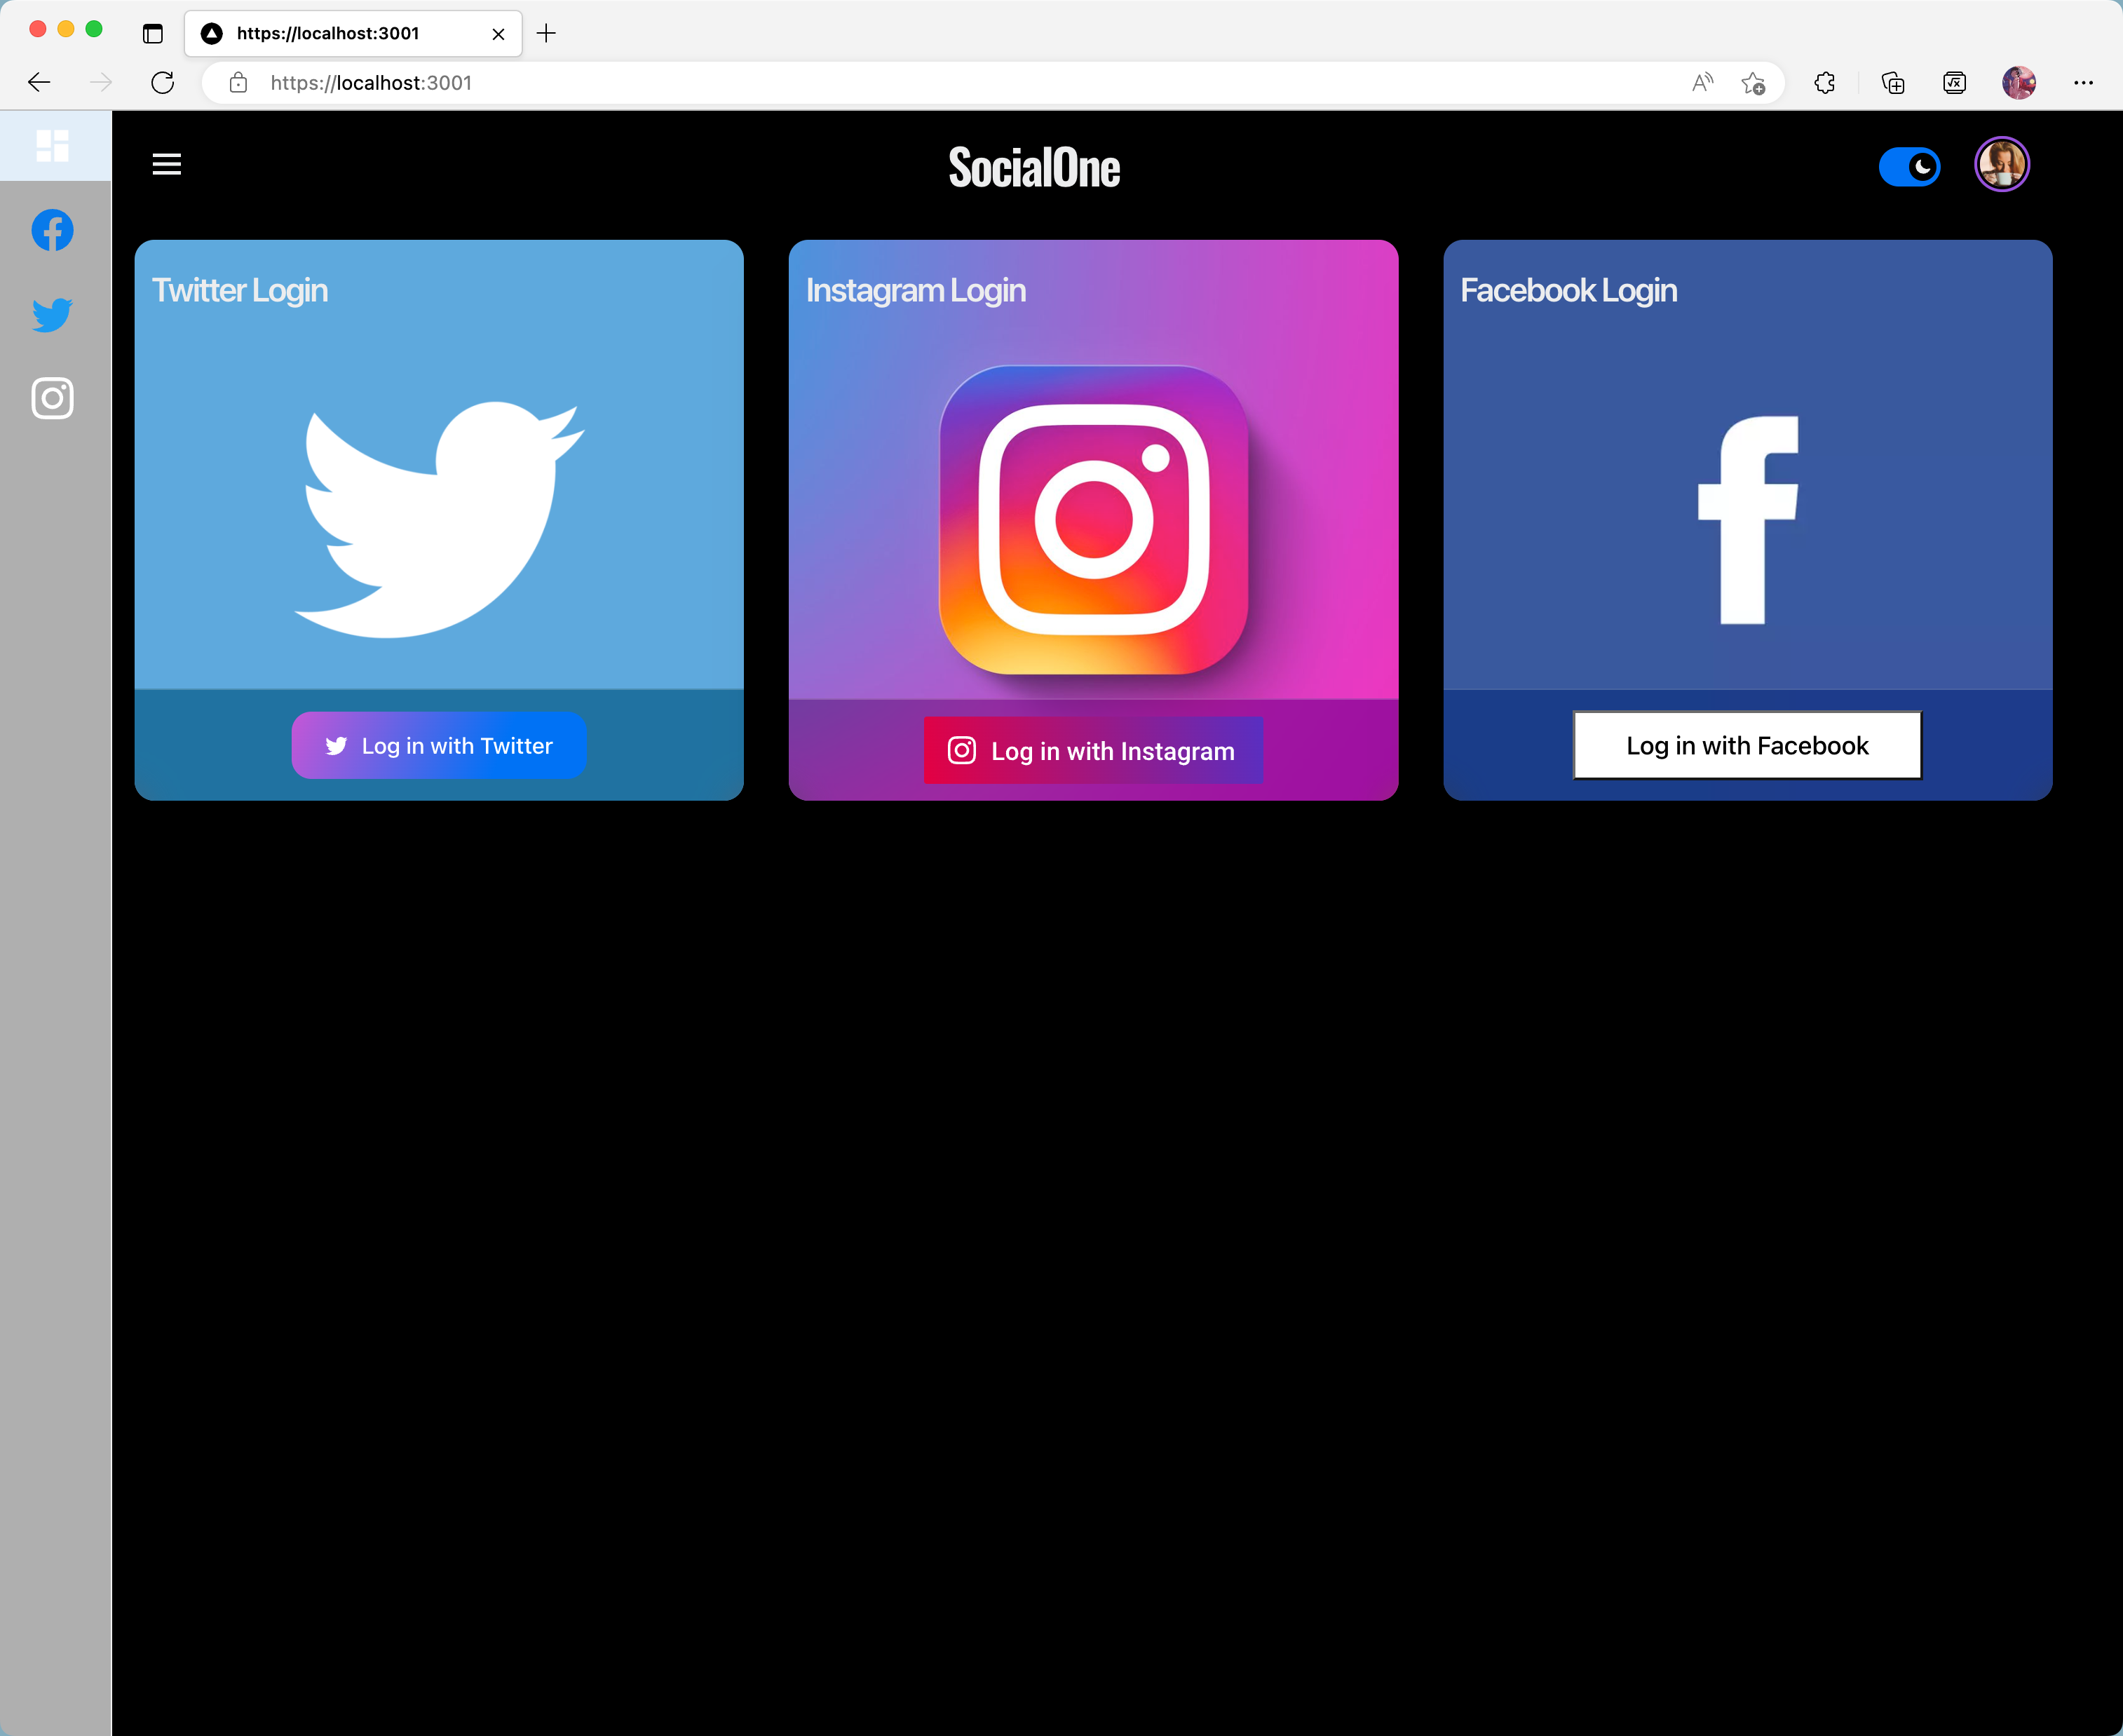 https://localhost:3001
https://localhost:3001
SocialOne
Twitter Login
Instagram Login
Facebook Login
Log in with Twitter
Log in with Instagram
Log in with Facebook